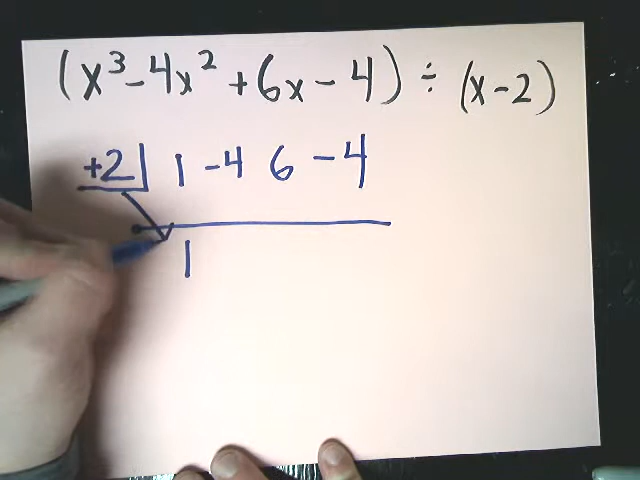 (x³-4x²+6x-4) ÷ (x-2)
+2| 1 -4 6 -4
1